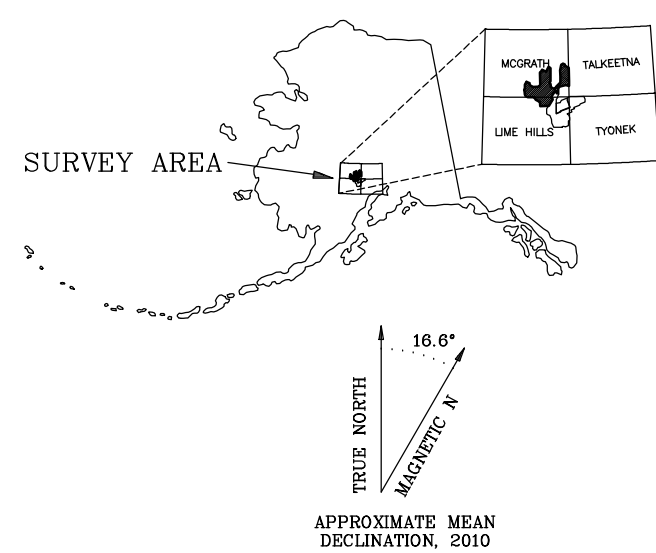 MCGRATH
TALKEETNA
LIME HILLS
TYONEK
SURVEY AREA
16.6°
TRUE NORTH
MAGNETIC N
APPROXIMATE MEAN
DECLINATION, 2010